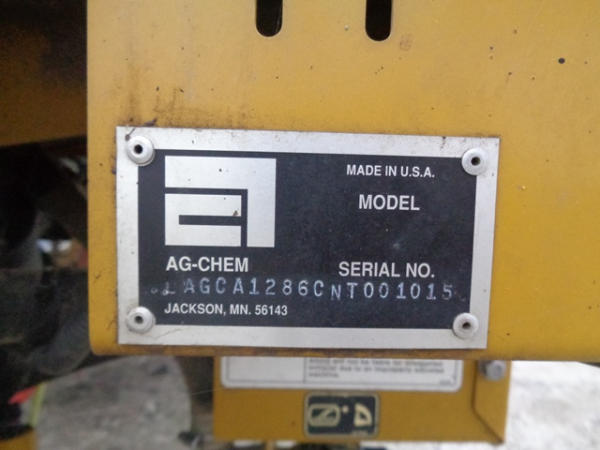 MADE IN U.S.A.
MODEL
AG-CHEM
SERIAL NO.
AGCA1286CNT001015
JACKSON, MN. 56143